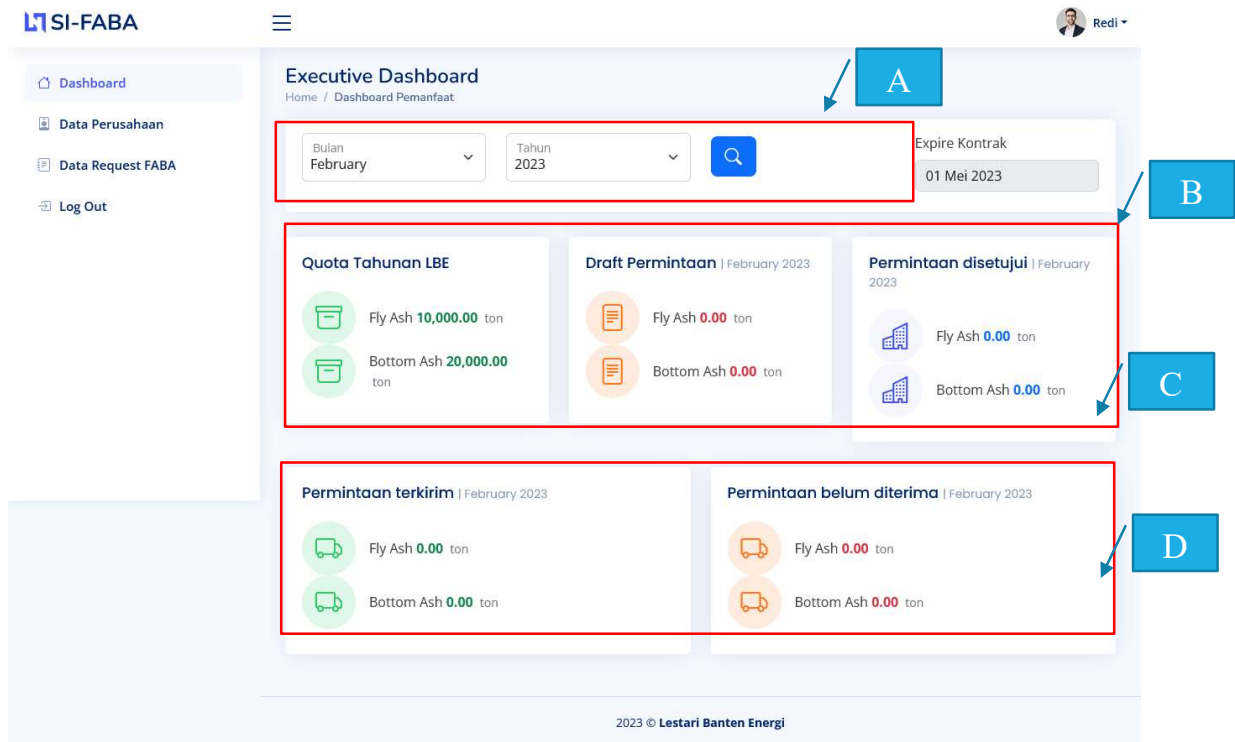 SI-FABA
Redi
Dashboard
Data Perusahaan
Data Request FABA
Log Out
Executive Dashboard
Home / Dashboard Pemanfaat
A
Bulan
February
Tahun
2023
Expire Kontrak
01 Mei 2023
B
Quota Tahunan LBE
Fly Ash 10,000.00 ton
Bottom Ash 20,000.00
ton
Draft Permintaan | February 2023
Fly Ash 0.00 ton
Bottom Ash 0.00 ton
Permintaan disetujui | February
2023
Fly Ash 0.00 ton
Bottom Ash 0.00 ton
C
Permintaan terkirim | February 2023
Fly Ash 0.00 ton
Bottom Ash 0.00 ton
Permintaan belum diterima | February 2023
Fly Ash 0.00 ton
Bottom Ash 0.00 ton
D
2023 © Lestari Banten Energi